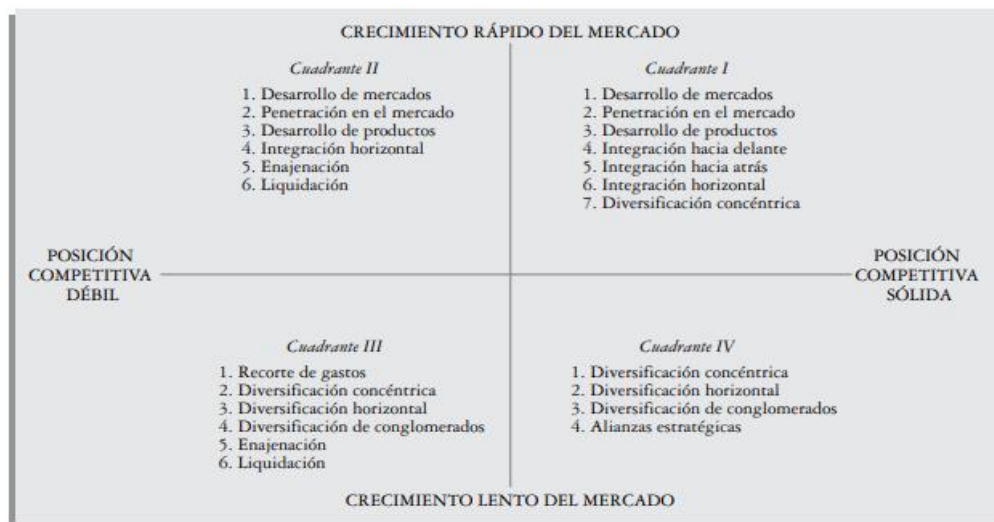 CRECIMIENTO RÁPIDO DEL MERCADO
Cuadrante II
1. Desarrollo de mercados
2. Penetración en el mercado
3. Desarrollo de productos
4. Integración horizontal
5. Enajenación
6. Liquidación
Cuadrante I
1. Desarrollo de mercados
2. Penetración en el mercado
3. Desarrollo de productos
4. Integración hacia delante
5. Integración hacia atrás
6. Integración horizontal
7. Diversificación concéntrica
POSICIÓN
COMPETITIVA
DÉBIL
POSICIÓN
COMPETITIVA
SÓLIDA
Cuadrante III
1. Recorte de gastos
2. Diversificación concéntrica
3. Diversificación horizontal
4. Diversificación de conglomerados
5. Enajenación
6. Liquidación
Cuadrante IV
1. Diversificación concéntrica
2. Diversificación horizontal
3. Diversificación de conglomerados
4. Alianzas estratégicas
CRECIMIENTO LENTO DEL MERCADO